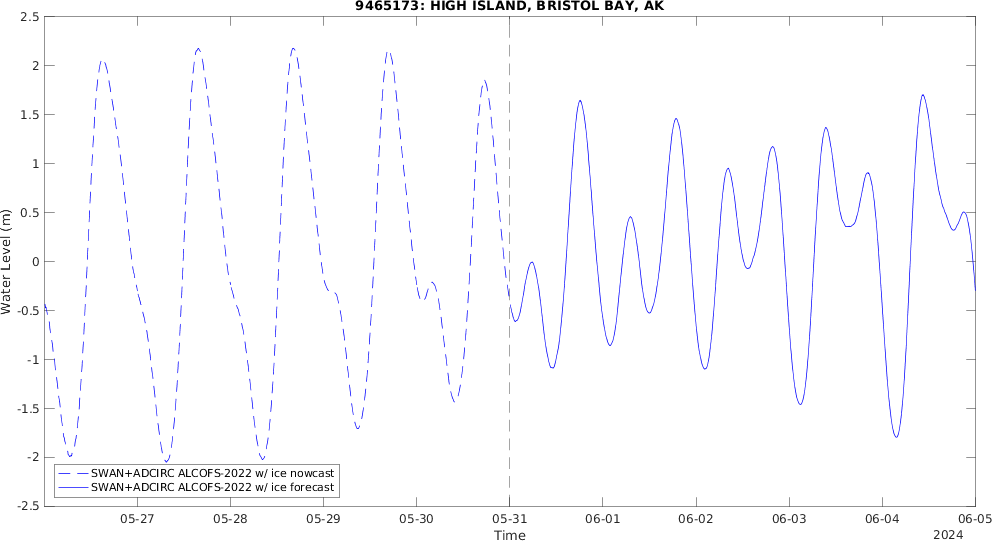 9465173: HIGH ISLAND, BRISTOL BAY, AK
2.5
2
1.5
1
0.5
0
-0.5
-1
-1.5
-2
-2.5
Water Level (m)
SWAN+ADCIRC ALCOFS-2022 w/ ice nowcast
SWAN+ADCIRC ALCOFS-2022 w/ ice forecast
05-27 05-28 05-29 05-30 05-31 06-01 06-02 06-03 06-04 06-05
Time
2024